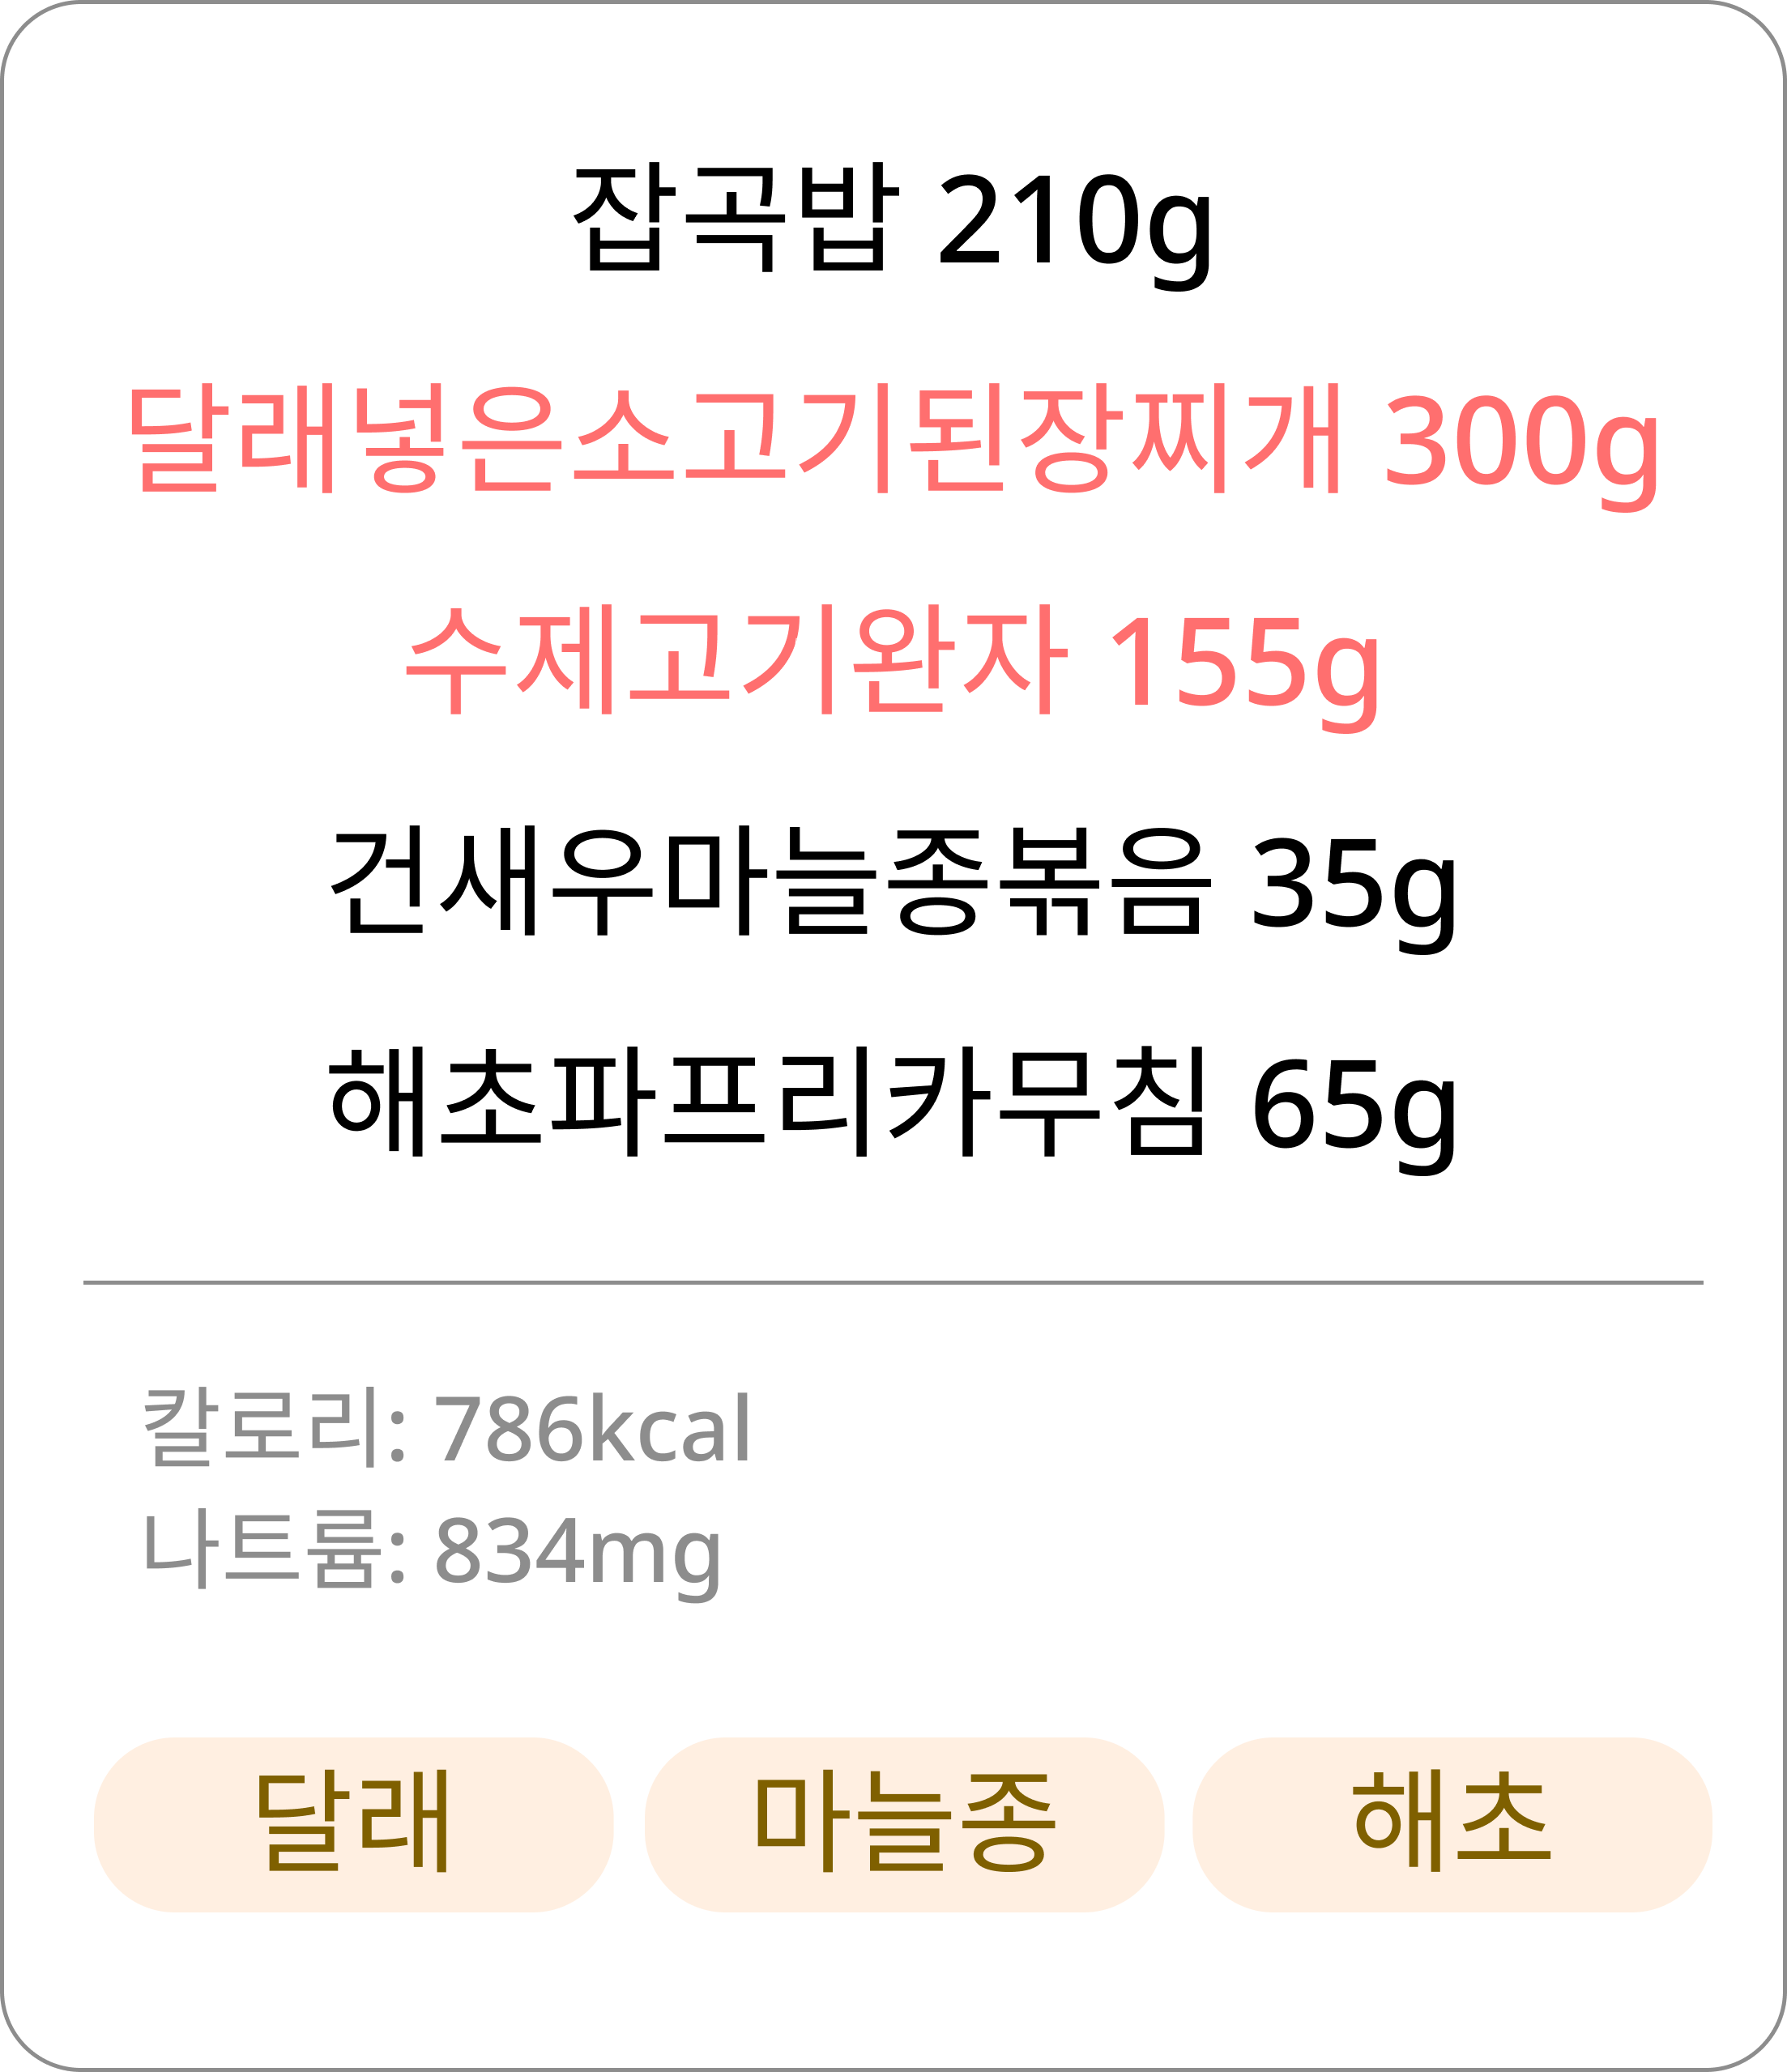 잡곡밥 210g
달래넣은소고기된장찌개 300g
수제고기완자 155g
건새우마늘종볶음 35g
해초파프리카무침 65g
칼로리: 786kcal
나트륨: 834mg
달래 마늘종 해초